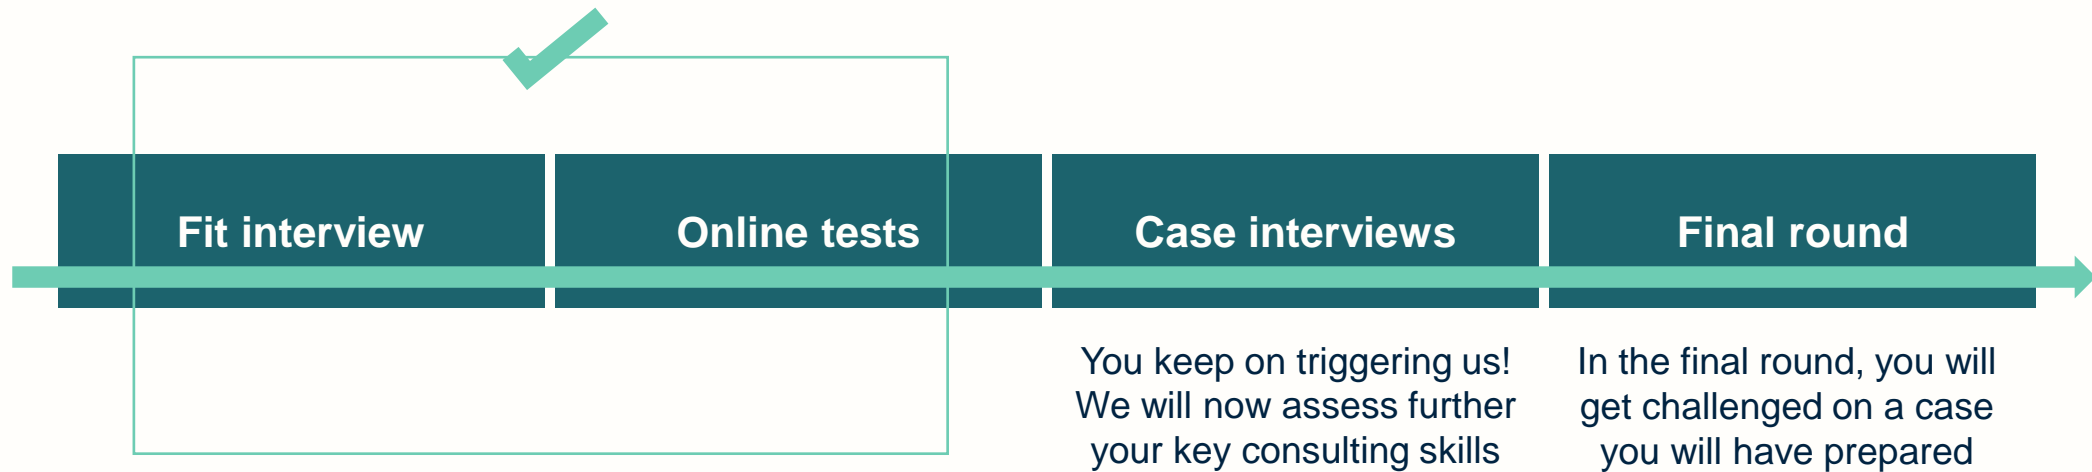 Fit interview
Online tests
Case interviews
Final round
You keep on triggering us!
We will now assess further
your key consulting skills
In the final round, you will
get challenged on a case
you will have prepared